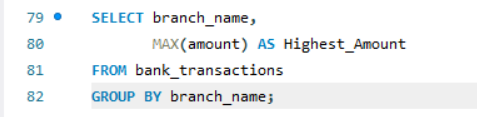 79 SELECT branch_name,
80 MAX(amount) AS Highest_Amount
81 FROM bank_transactions
82 GROUP BY branch_name;